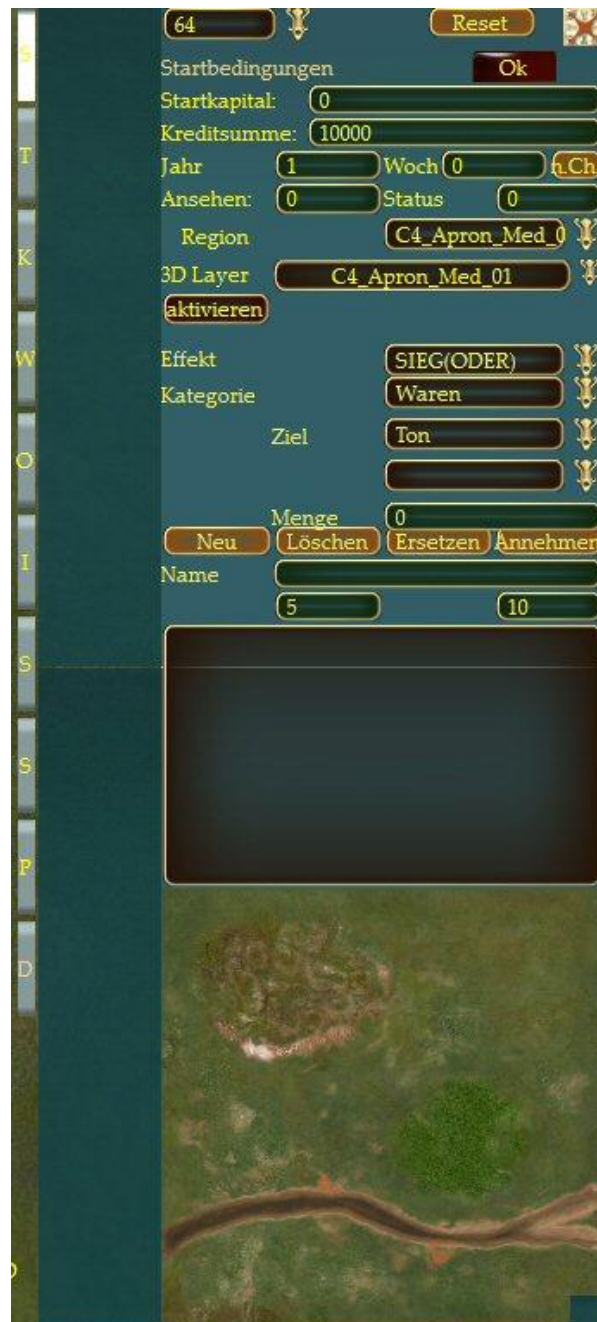 64 Reset
Startbedingungen Ok
Startkapital: 0
Kreditsumme: 10000
Jahr 1 Woch 0 n.Ch
Ansehen: 0 Status 0
Region C4_Apron_Med_0
3D Layer C4_Apron_Med_01
aktivieren
Effekt SIEG(ODER)
Kategorie Waren
Ziel Ton
Menge 0
Neu Löschen Ersetzen Annehmen
Name
5 10
S
T
K
W
O
I
S
S
P
D